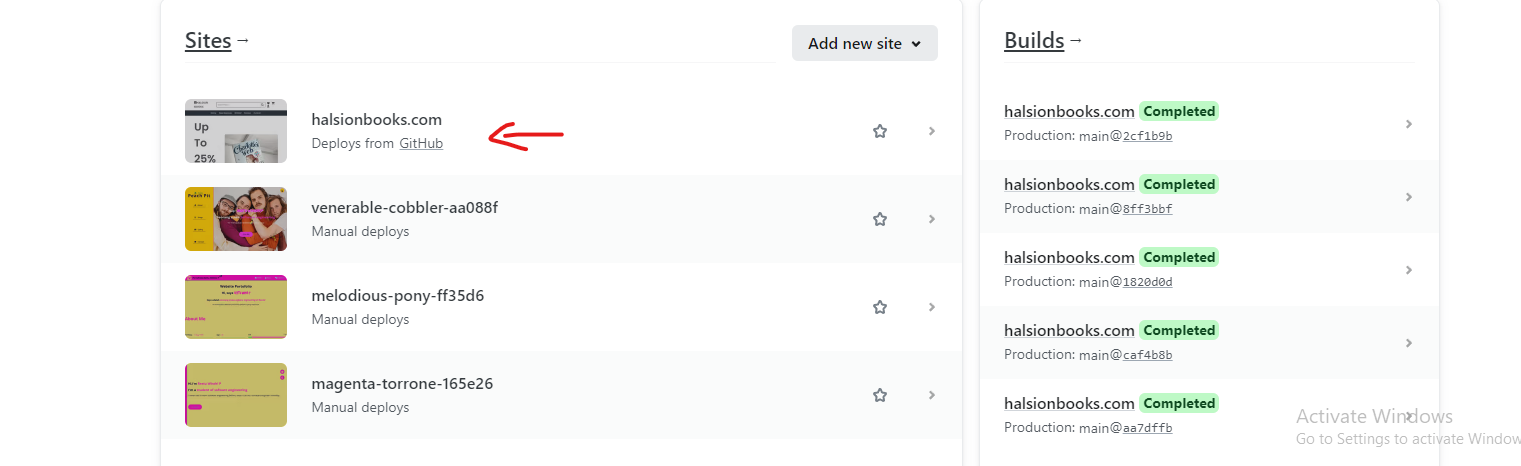 Sites →
Add new site
halsionbooks.com
Deploys from GitHub
Up
To
25%
venerable-cobbler-aa088f
Manual deploys
melodious-pony-ff35d6
Manual deploys
magenta-torrone-165e26
Manual deploys
Builds →
halsionbooks.com Completed
Production: main@2cf1b9b
halsionbooks.com Completed
Production: main@8ff3bbf
halsionbooks.com Completed
Production: main@1820d0d
halsionbooks.com Completed
Production: main@caf4b8b
halsionbooks.com Completed
Production: main@aa7dffb
Activate Windows
Go to Settings to activate Window